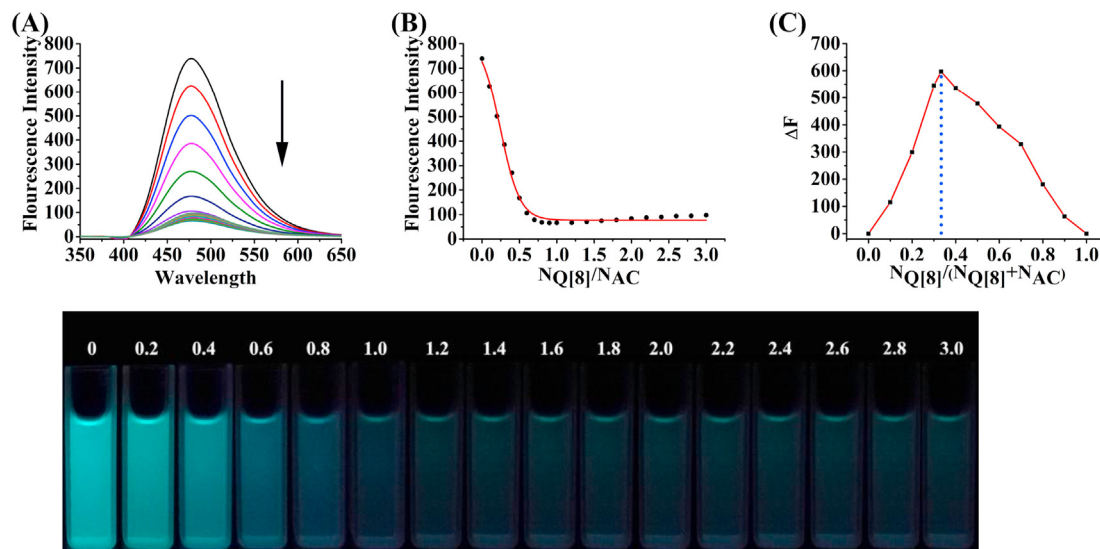 (A)
Flourescence Intensity
800
700
600
500
400
300
200
100
0
350 400 450 500 550 600 650
Wavelength
(B)
Flourescence Intensity
800
700
600
500
400
300
200
100
0
0.0 0.5 1.0 1.5 2.0 2.5 3.0
NQ[8]/NAC
(C)
ΔF
700
600
500
400
300
200
100
0
0.0 0.2 0.4 0.6 0.8 1.0
NQ[8]/(NQ[8]+NAC)
0 0.2 0.4 0.6 0.8 1.0 1.2 1.4 1.6 1.8 2.0 2.2 2.4 2.6 2.8 3.0